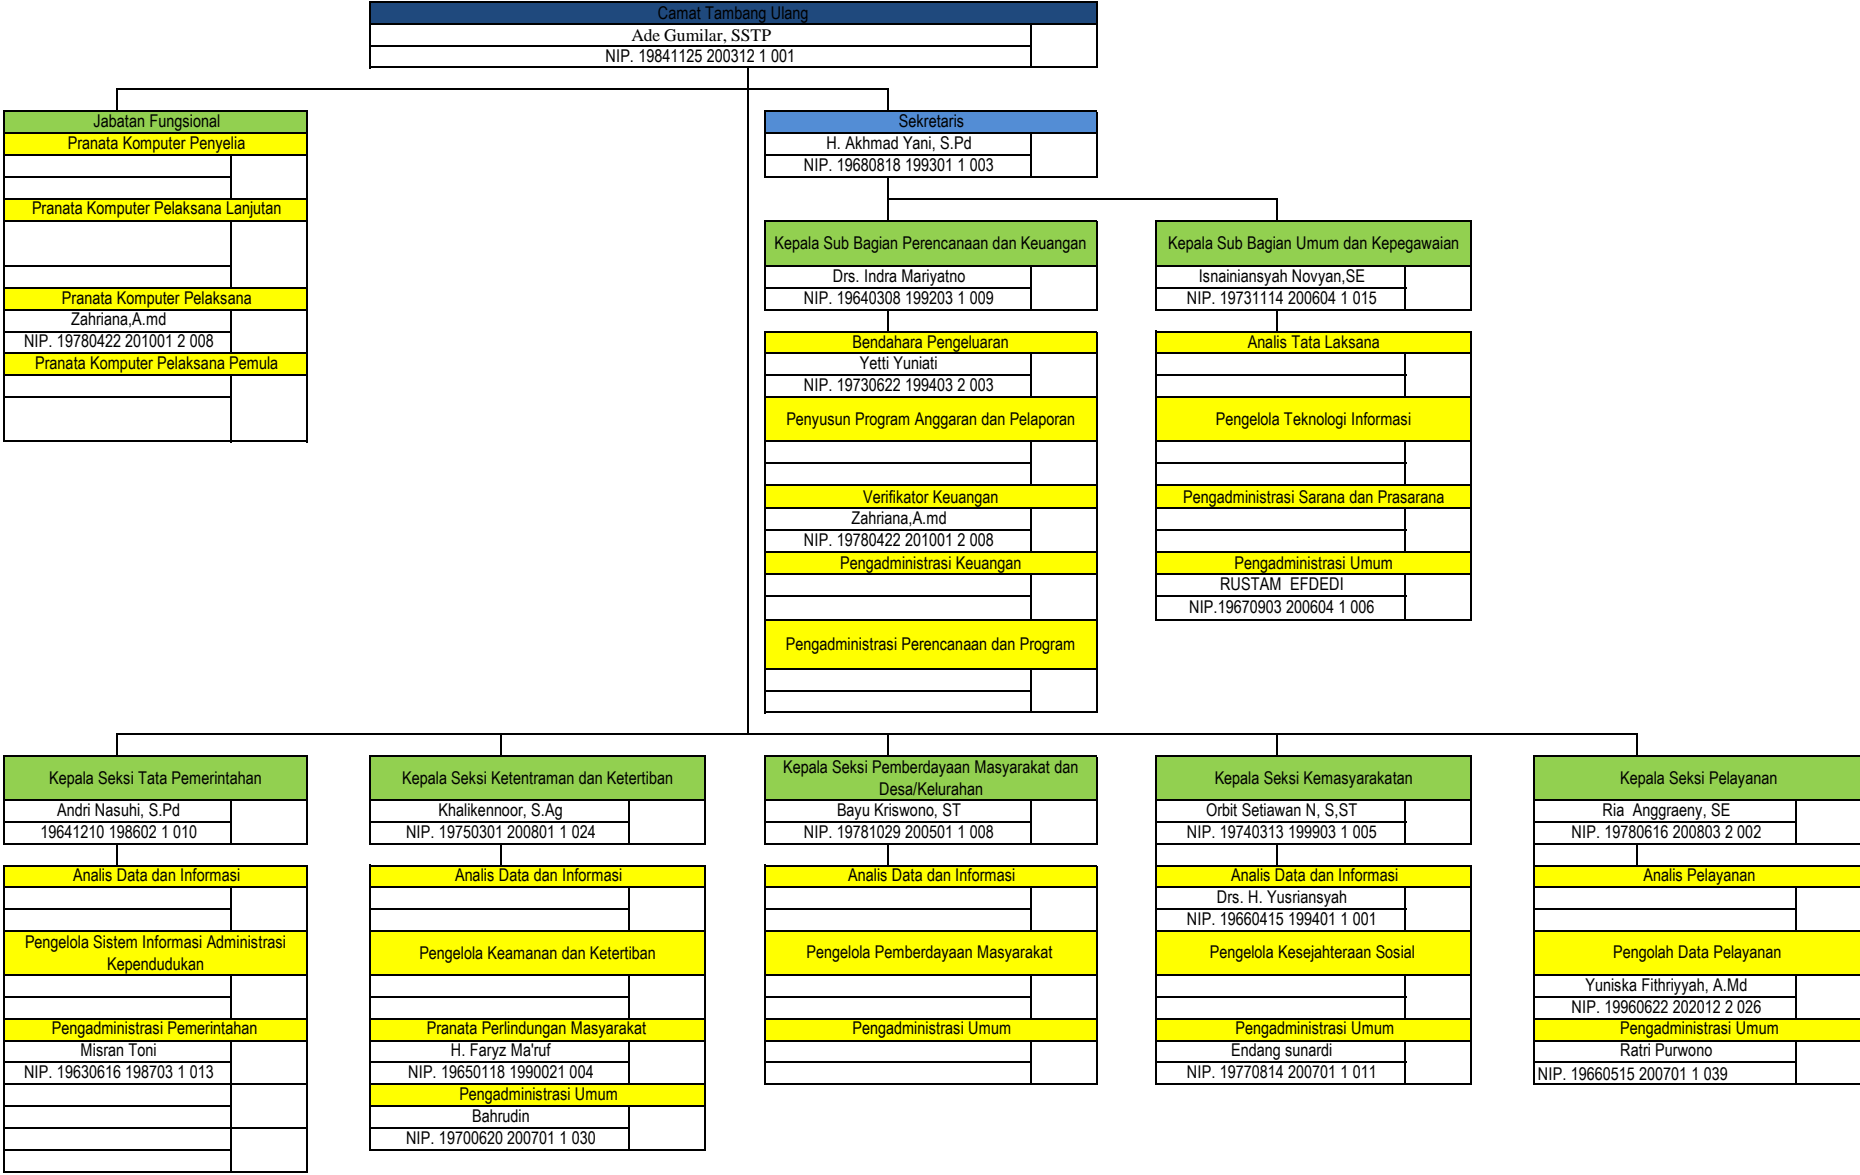 Camat Tambang Ulang
Ade Gumilar, SSTP
NIP. 19841125 200312 1 001
Jabatan Fungsional
Pranata Komputer Penyelia
Pranata Komputer Pelaksana Lanjutan
Pranata Komputer Pelaksana
Zahriana,A.md
NIP. 19780422 201001 2 008
Pranata Komputer Pelaksana Pemula
Sekretaris
H. Akhmad Yani, S.Pd
NIP. 19680818 199301 1 003
Kepala Sub Bagian Perencanaan dan Keuangan
Drs. Indra Mariyatno
NIP. 19640308 199203 1 009
Bendahara Pengeluaran
Yetti Yuniati
NIP. 19730622 199403 2 003
Penyusun Program Anggaran dan Pelaporan
Verifikator Keuangan
Zahriana,A.md
NIP. 19780422 201001 2 008
Pengadministrasi Keuangan
Pengadministrasi Perencanaan dan Program
Kepala Sub Bagian Umum dan Kepegawaian
Isnainiansyah Novyan,SE
NIP. 19731114 200604 1 015
Analis Tata Laksana
Pengelola Teknologi Informasi
Pengadministrasi Sarana dan Prasarana
Pengadministrasi Umum
RUSTAM  EFDEDI
NIP.19670903 200604 1 006
Kepala Seksi Tata Pemerintahan
Andri Nasuhi, S.Pd
19641210 198602 1 010
Analis Data dan Informasi
Pengelola Sistem Informasi Administrasi
Kependudukan
Pengadministrasi Pemerintahan
Misran Toni
NIP. 19630616 198703 1 013
Kepala Seksi Ketentraman dan Ketertiban
Khalikennoor, S.Ag
NIP. 19750301 200801 1 024
Analis Data dan Informasi
Pengelola Keamanan dan Ketertiban
Pranata Perlindungan Masyarakat
H. Faryz Ma'ruf
NIP. 19650118 1990021 004
Pengadministrasi Umum
Bahrudin
NIP. 19700620 200701 1 030
Kepala Seksi Pemberdayaan Masyarakat dan
Desa/Kelurahan
Bayu Kriswono, ST
NIP. 19781029 200501 1 008
Analis Data dan Informasi
Pengelola Pemberdayaan Masyarakat
Pengadministrasi Umum
Kepala Seksi Kemasyarakatan
Orbit Setiawan N, S,ST
NIP. 19740313 199903 1 005
Analis Data dan Informasi
Drs. H. Yusriansyah
NIP. 19660415 199401 1 001
Pengelola Kesejahteraan Sosial
Pengadministrasi Umum
Endang sunardi
NIP. 19770814 200701 1 011
Kepala Seksi Pelayanan
Ria  Anggraeny, SE
NIP. 19780616 200803 2 002
Analis Pelayanan
Pengolah Data Pelayanan
Yuniska Fithriyyah, A.Md
NIP. 19960622 202012 2 026
Pengadministrasi Umum
Ratri Purwono
NIP. 19660515 200701 1 039